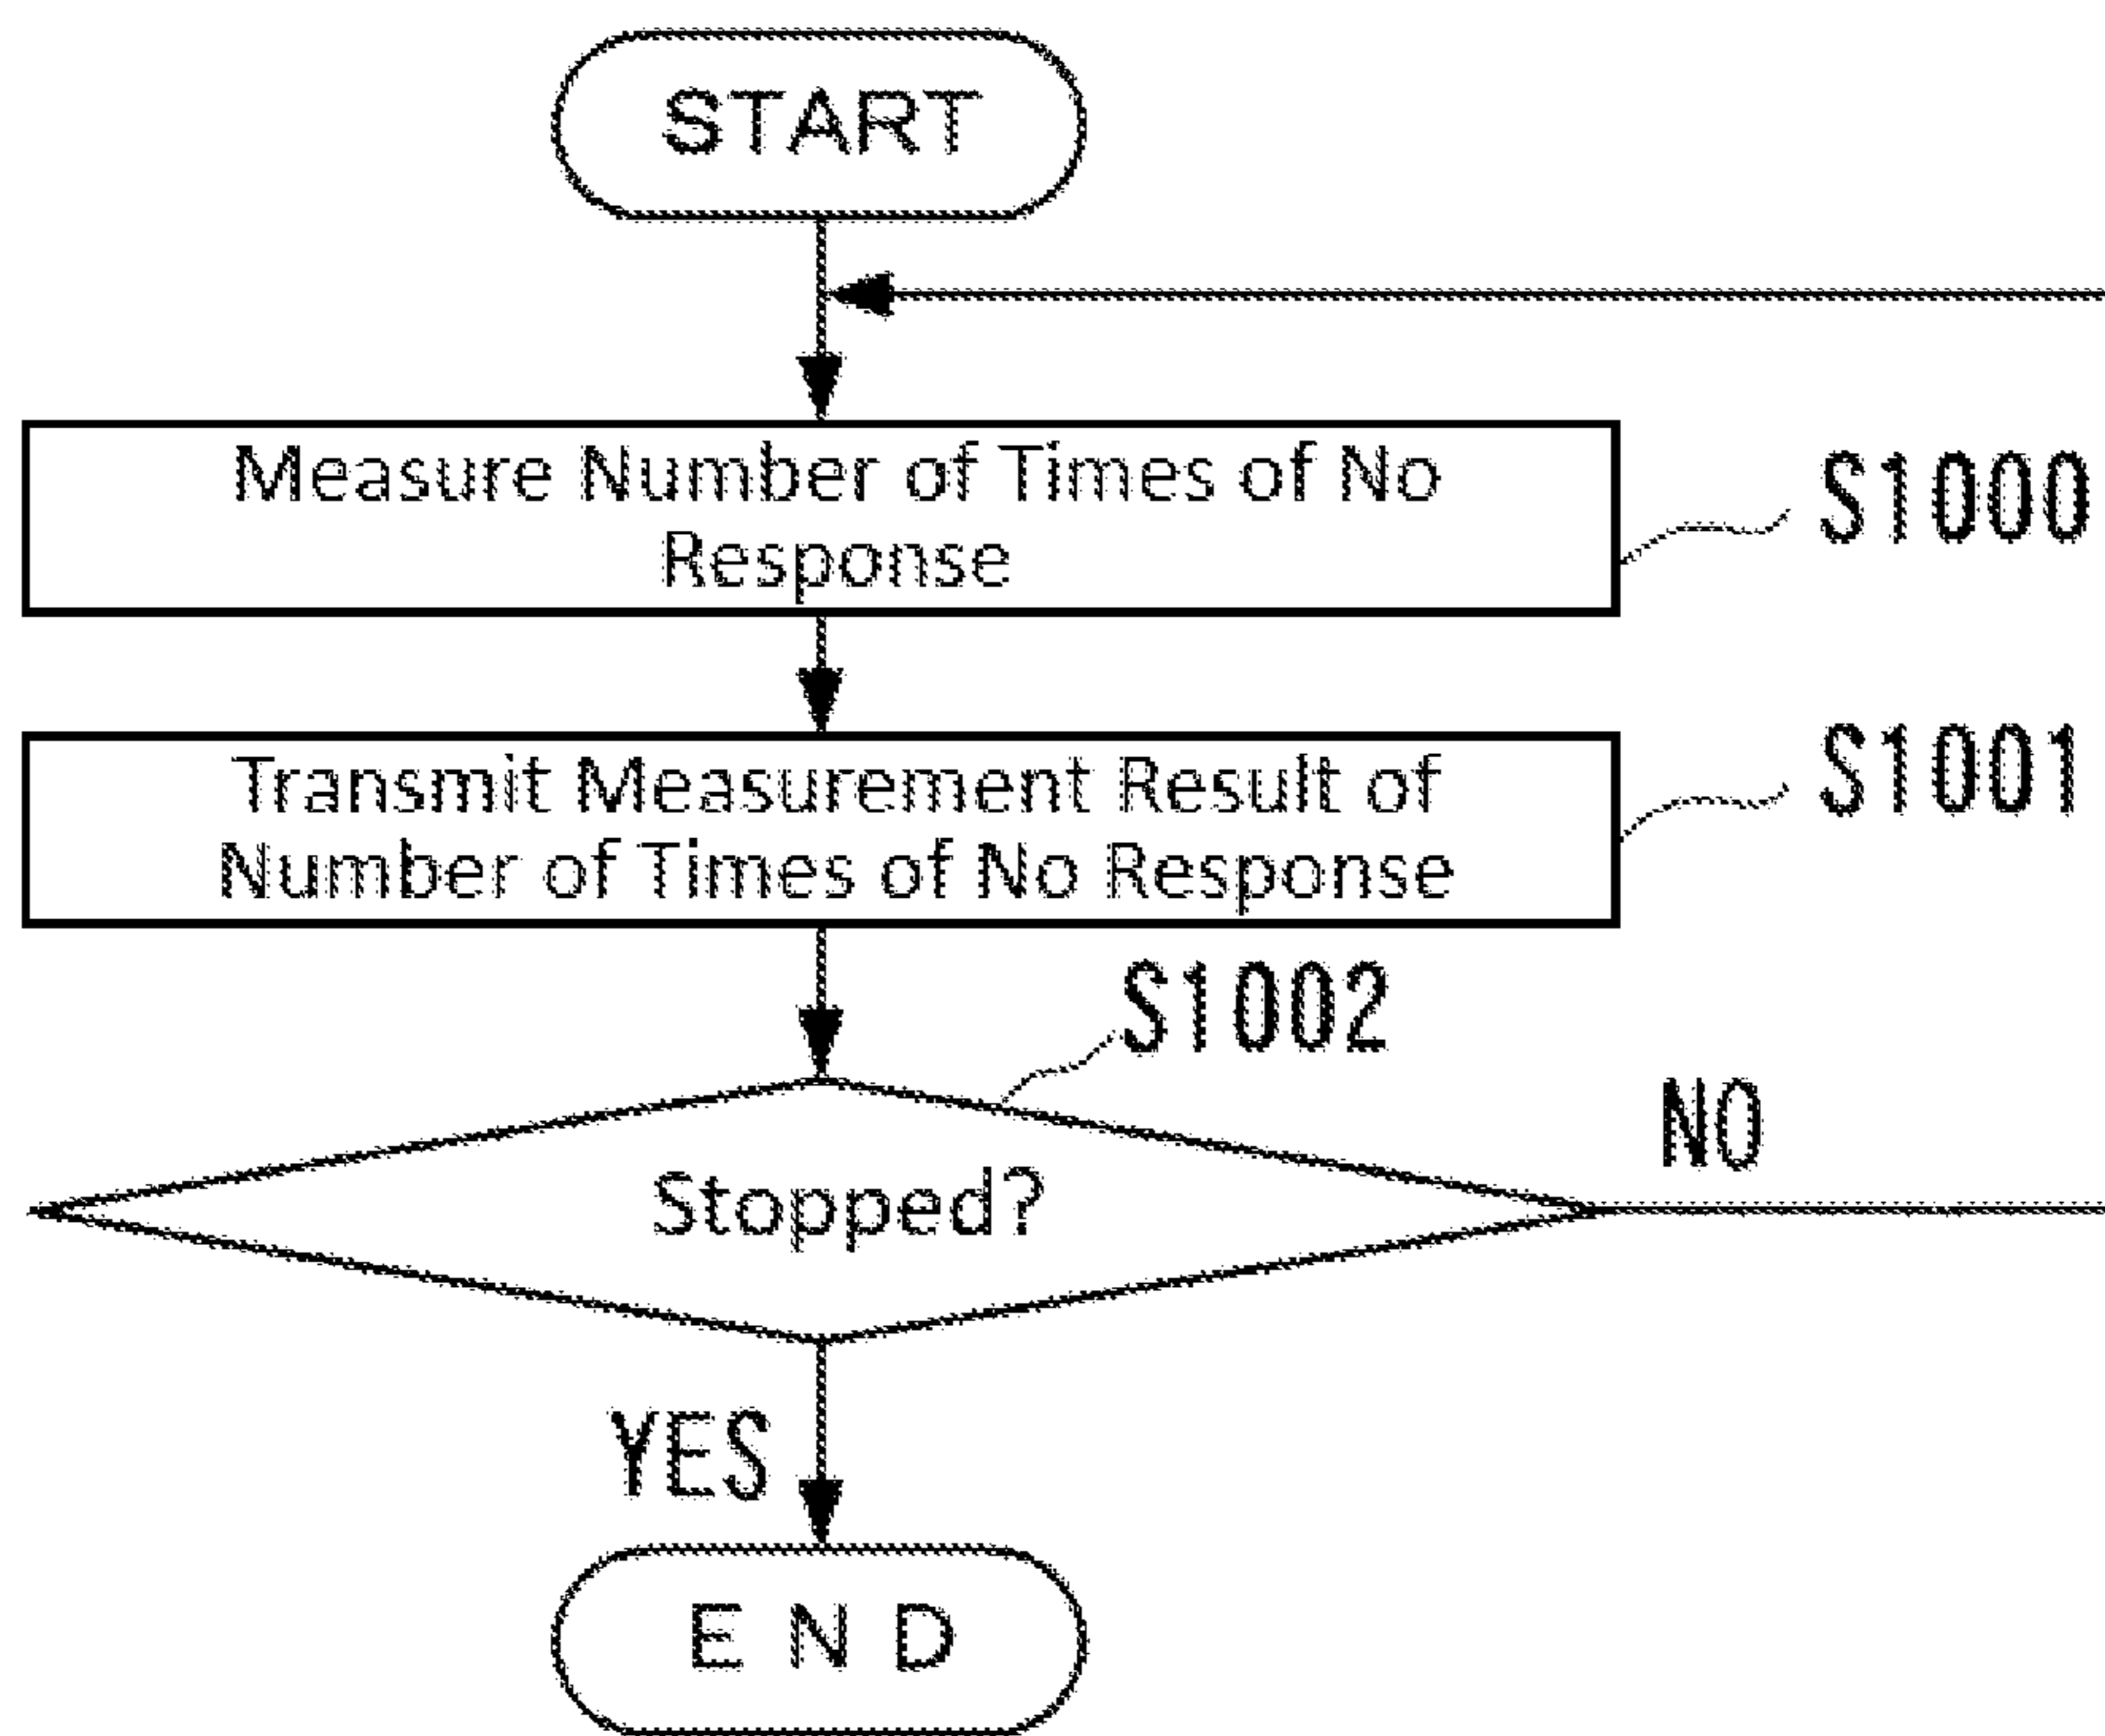 START
Measure Number of Times of No
Response
S1000
Transmit Measurement Result of
Number of Times of No Response
S1001
S1002
Stopped?
NO
YES
E N D